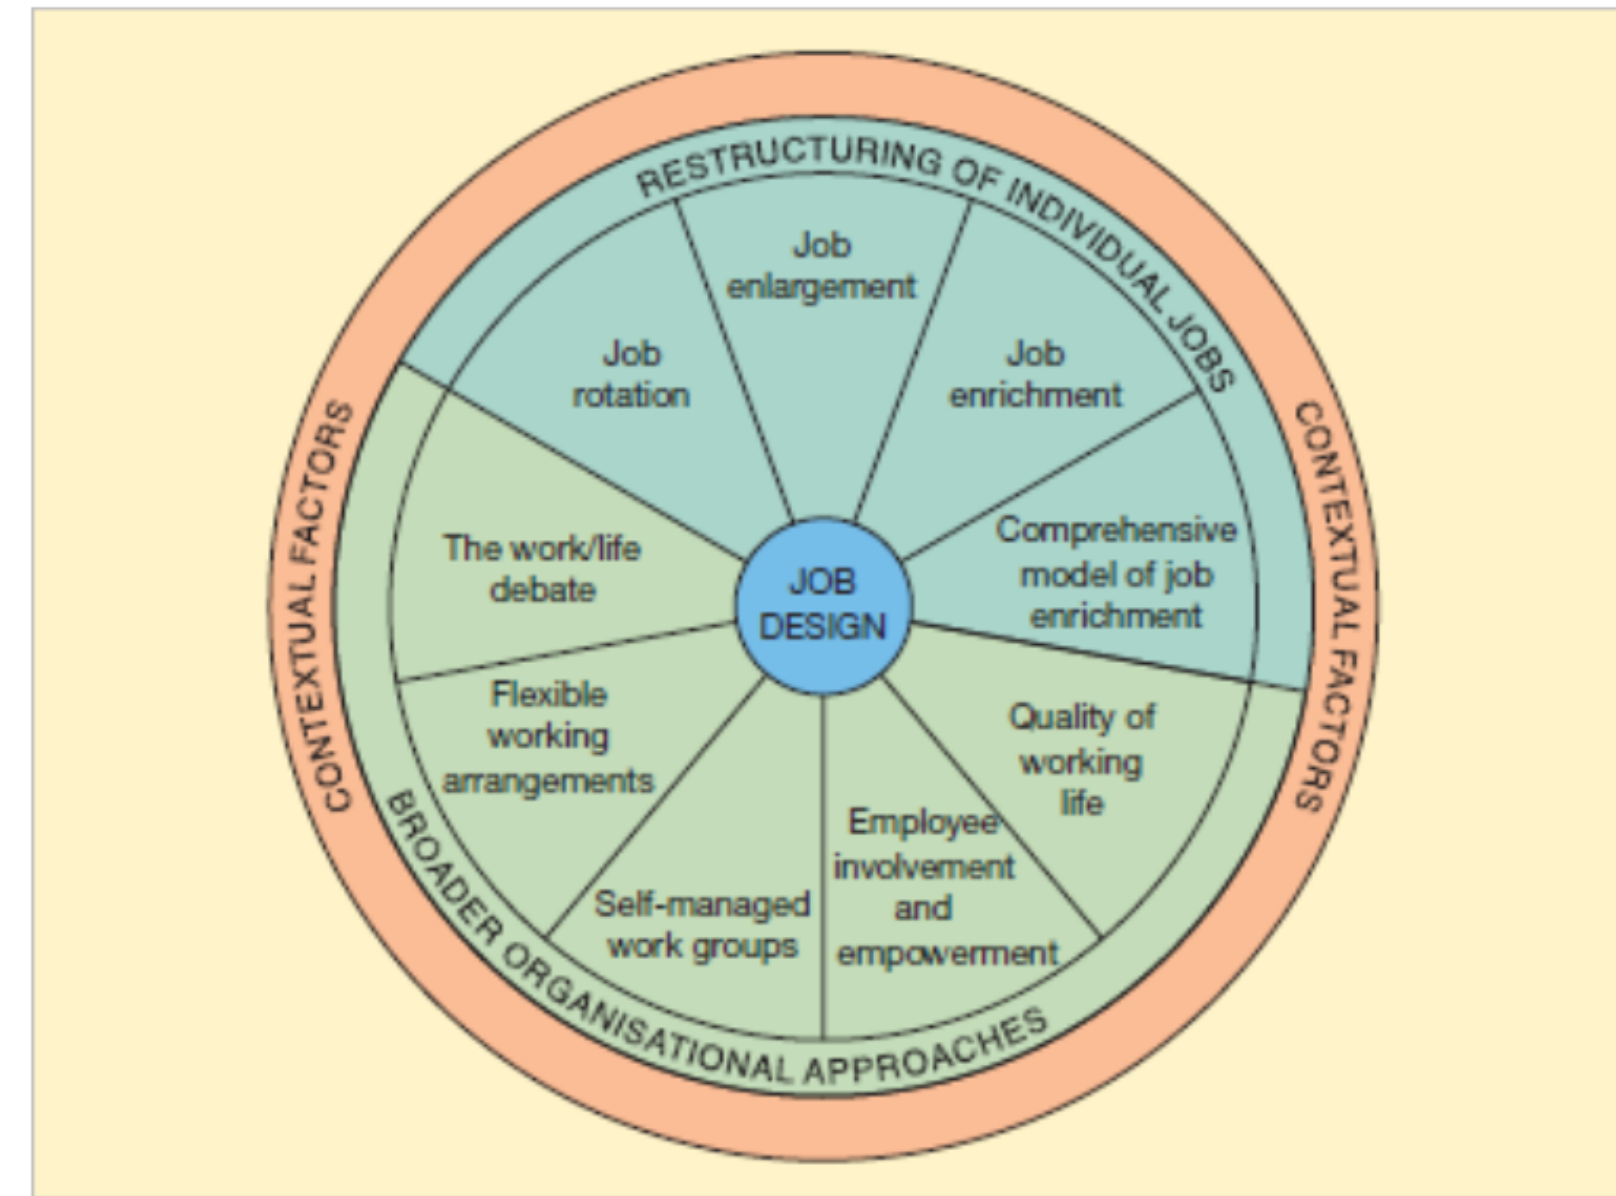 RESTRUCTURING OF INDIVIDUAL JOBS
Job
enlargement
Job
rotation
Job
enrichment
CONTEXTUAL FACTORS
CONTEXTUAL FACTORS
The work/life
debate
JOB
DESIGN
Comprehensive
model of job
enrichment
Flexible
working
arrangements
Quality of
working
life
Self-managed
work groups
Employee
involvement
and
empowerment
BROADER ORGANISATIONAL APPROACHES